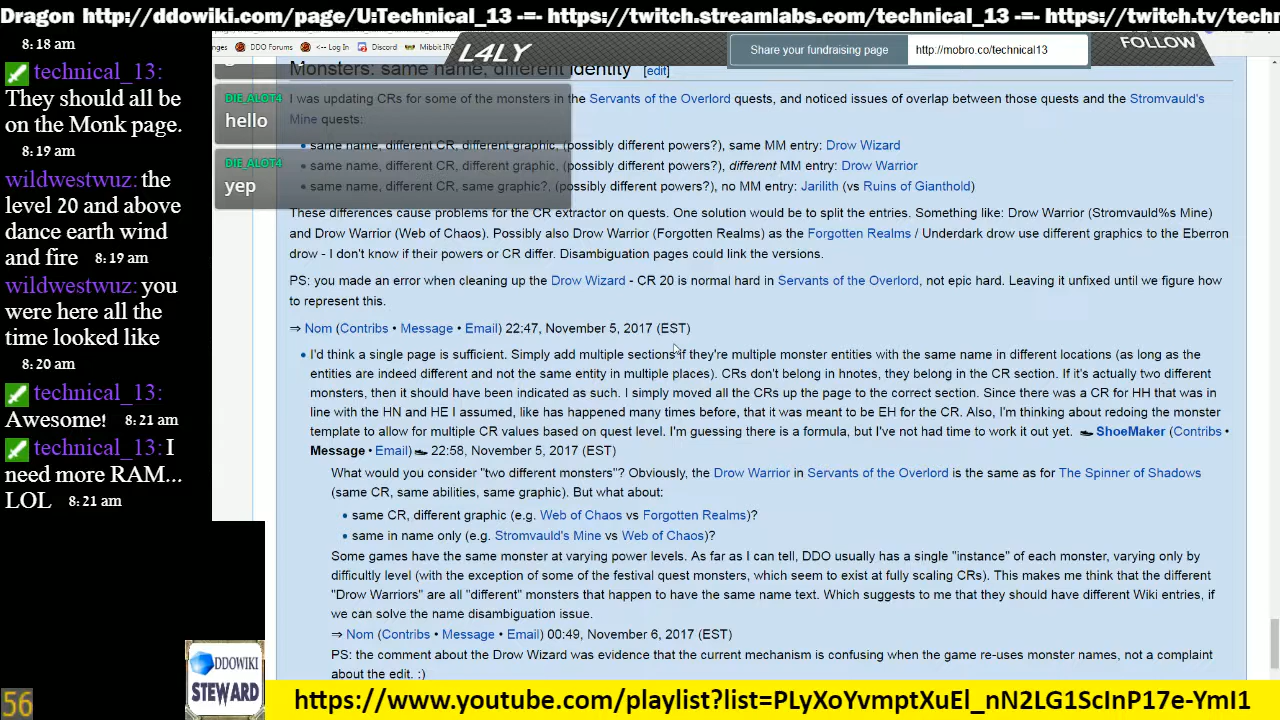 Dragon http://ddowiki.com/page/U:Technical_13 -=- https://twitch.streamlabs.com/technical_13 -=- https://twitch.tv/techn
8:18 am
technical_13:
They should all be
on the Monk page.
8:19 am
wildwestwuz: the
level 20 and above
dance earth wind
and fire 8:19 am
wildwestwuz: you
were here all the
time looked like
8:20 am
technical_13:
Awesome! 8:21 am
technical_13: I
need more RAM...
LOL 8:21 am
DDOWIKI
STEWARD
56
nges DDO Forums <-- Log In Discord Mibbit IRC
L4LY
Share your fundraising page http://mobro.co/technical13
FOLLOW
DIE_ALOT4
hello
DIE_ALOT4
yep
Monsters: same name, different identity [edit]
I was updating CRs for some of the monsters in the Servants of the Overlord quests, and noticed issues of overlap between those quests and the Stromvauld's
Mine quests:
• same name, different CR, different graphic, (possibly different powers?), same MM entry: Drow Wizard
• same name, different CR, different graphic, (possibly different powers?), different MM entry: Drow Warrior
• same name, different CR, same graphic?, (possibly different powers?), no MM entry: Jarilith (vs Ruins of Gianthold)
These differences cause problems for the CR extractor on quests. One solution would be to split the entries. Something like: Drow Warrior (Stromvauld%s Mine)
and Drow Warrior (Web of Chaos). Possibly also Drow Warrior (Forgotten Realms) as the Forgotten Realms / Underdark drow use different graphics to the Eberron
drow - I don't know if their powers or CR differ. Disambiguation pages could link the versions.
PS: you made an error when cleaning up the Drow Wizard - CR 20 is normal hard in Servants of the Overlord, not epic hard. Leaving it unfixed until we figure how
to represent this.
⇒ Nom (Contribs • Message • Email) 22:47, November 5, 2017 (EST)
• I'd think a single page is sufficient. Simply add multiple sections if they're multiple monster entities with the same name in different locations (as long as the
entities are indeed different and not the same entity in multiple places). CRs don't belong in hnotes, they belong in the CR section. If it's actually two different
monsters, then it should have been indicated as such. I simply moved all the CRs up the page to the correct section. Since there was a CR for HH that was in
line with the HN and HE I assumed, like has happened many times before, that it was meant to be EH for the CR. Also, I'm thinking about redoing the monster
template to allow for multiple CR values based on quest level. I'm guessing there is a formula, but I've not had time to work it out yet. ShoeMaker (Contribs •
Message • Email) 22:58, November 5, 2017 (EST)
What would you consider "two different monsters"? Obviously, the Drow Warrior in Servants of the Overlord is the same as for The Spinner of Shadows
(same CR, same abilities, same graphic). But what about:
• same CR, different graphic (e.g. Web of Chaos vs Forgotten Realms)?
• same in name only (e.g. Stromvauld's Mine vs Web of Chaos)?
Some games have the same monster at varying power levels. As far as I can tell, DDO usually has a single "instance" of each monster, varying only by
difficultly level (with the exception of some of the festival quest monsters, which seem to exist at fully scaling CRs). This makes me think that the different
"Drow Warriors" are all "different" monsters that happen to have the same name text. Which suggests to me that they should have different Wiki entries, if
we can solve the name disambiguation issue.
⇒ Nom (Contribs • Message • Email) 00:49, November 6, 2017 (EST)
PS: the comment about the Drow Wizard was evidence that the current mechanism is confusing when the game re-uses monster names, not a complaint
about the edit. :)
https://www.youtube.com/playlist?list=PLyXoYvmptXuEl_nN2LG1ScInP17e-YmI1